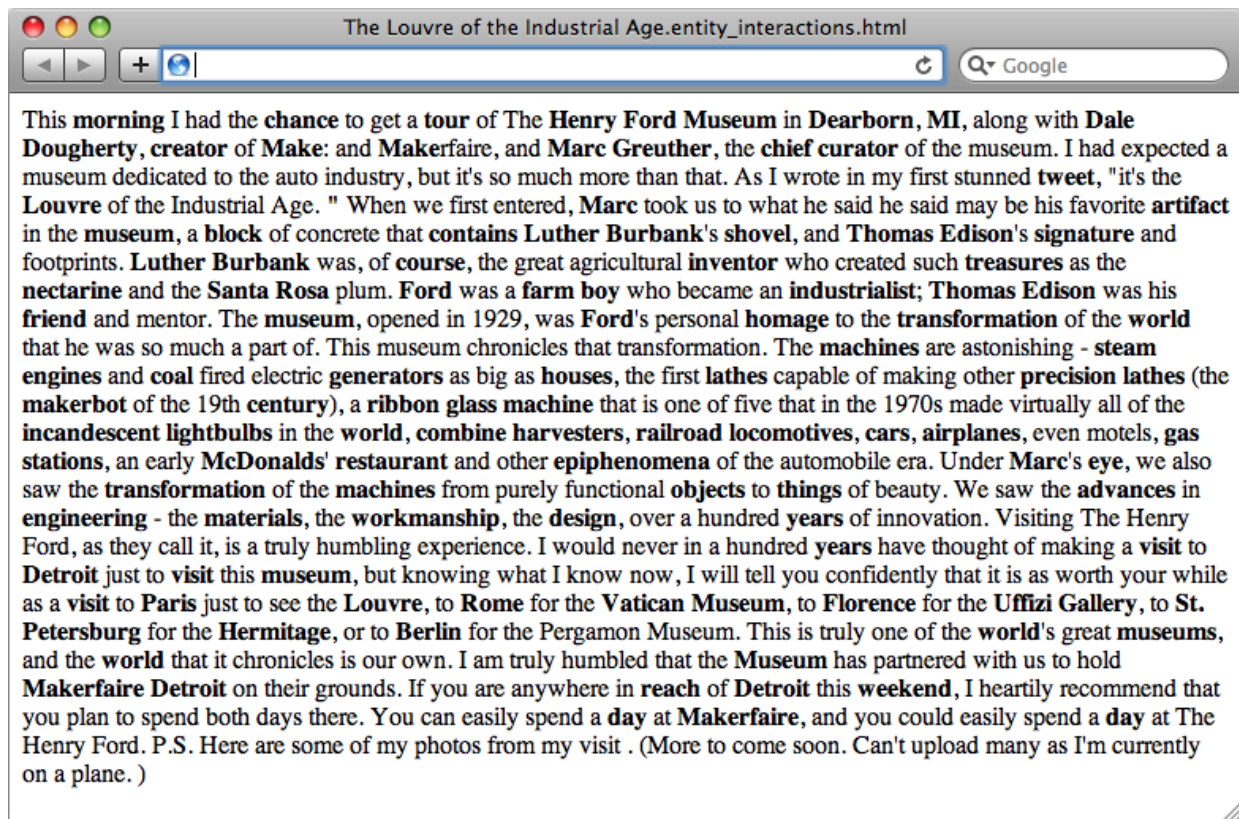 The Louvre of the Industrial Age.entity_interactions.html
Google
This morning I had the chance to get a tour of The Henry Ford Museum in Dearborn, MI, along with Dale
Dougherty, creator of Make: and Makerfaire, and Marc Greuther, the chief curator of the museum. I had expected a
museum dedicated to the auto industry, but it's so much more than that. As I wrote in my first stunned tweet, "it's the
Louvre of the Industrial Age. " When we first entered, Marc took us to what he said he said may be his favorite artifact
in the museum, a block of concrete that contains Luther Burbank's shovel, and Thomas Edison's signature and
footprints. Luther Burbank was, of course, the great agricultural inventor who created such treasures as the
nectarine and the Santa Rosa plum. Ford was a farm boy who became an industrialist; Thomas Edison was his
friend and mentor. The museum, opened in 1929, was Ford's personal homage to the transformation of the world
that he was so much a part of. This museum chronicles that transformation. The machines are astonishing - steam
engines and coal fired electric generators as big as houses, the first lathes capable of making other precision lathes (the
makerbot of the 19th century), a ribbon glass machine that is one of five that in the 1970s made virtually all of the
incandescent lightbulbs in the world, combine harvesters, railroad locomotives, cars, airplanes, even motels, gas
stations, an early McDonalds' restaurant and other epiphenomena of the automobile era. Under Marc's eye, we also
saw the transformation of the machines from purely functional objects to things of beauty. We saw the advances in
engineering - the materials, the workmanship, the design, over a hundred years of innovation. Visiting The Henry
Ford, as they call it, is a truly humbling experience. I would never in a hundred years have thought of making a visit to
Detroit just to visit this museum, but knowing what I know now, I will tell you confidently that it is as worth your while
as a visit to Paris just to see the Louvre, to Rome for the Vatican Museum, to Florence for the Uffizi Gallery, to St.
Petersburg for the Hermitage, or to Berlin for the Pergamon Museum. This is truly one of the world's great museums,
and the world that it chronicles is our own. I am truly humbled that the Museum has partnered with us to hold
Makerfaire Detroit on their grounds. If you are anywhere in reach of Detroit this weekend, I heartily recommend that
you plan to spend both days there. You can easily spend a day at Makerfaire, and you could easily spend a day at The
Henry Ford. P.S. Here are some of my photos from my visit . (More to come soon. Can't upload many as I'm currently
on a plane. )